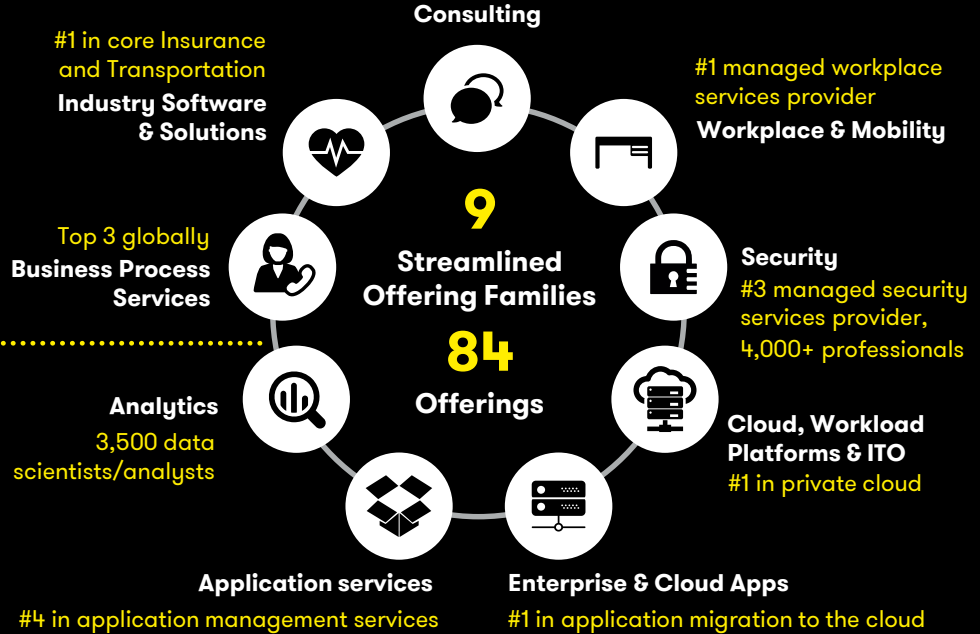 Consulting
#1 in core Insurance
and Transportation
Industry Software
& Solutions
#1 managed workplace
services provider
Workplace & Mobility
9
Streamlined
Offering Families
84
Offerings
Top 3 globally
Business Process
Services
Security
#3 managed security
services provider,
4,000+ professionals
Analytics
3,500 data
scientists/analysts
Cloud, Workload
Platforms & ITO
#1 in private cloud
Application services
#4 in application management services
Enterprise & Cloud Apps
#1 in application migration to the cloud